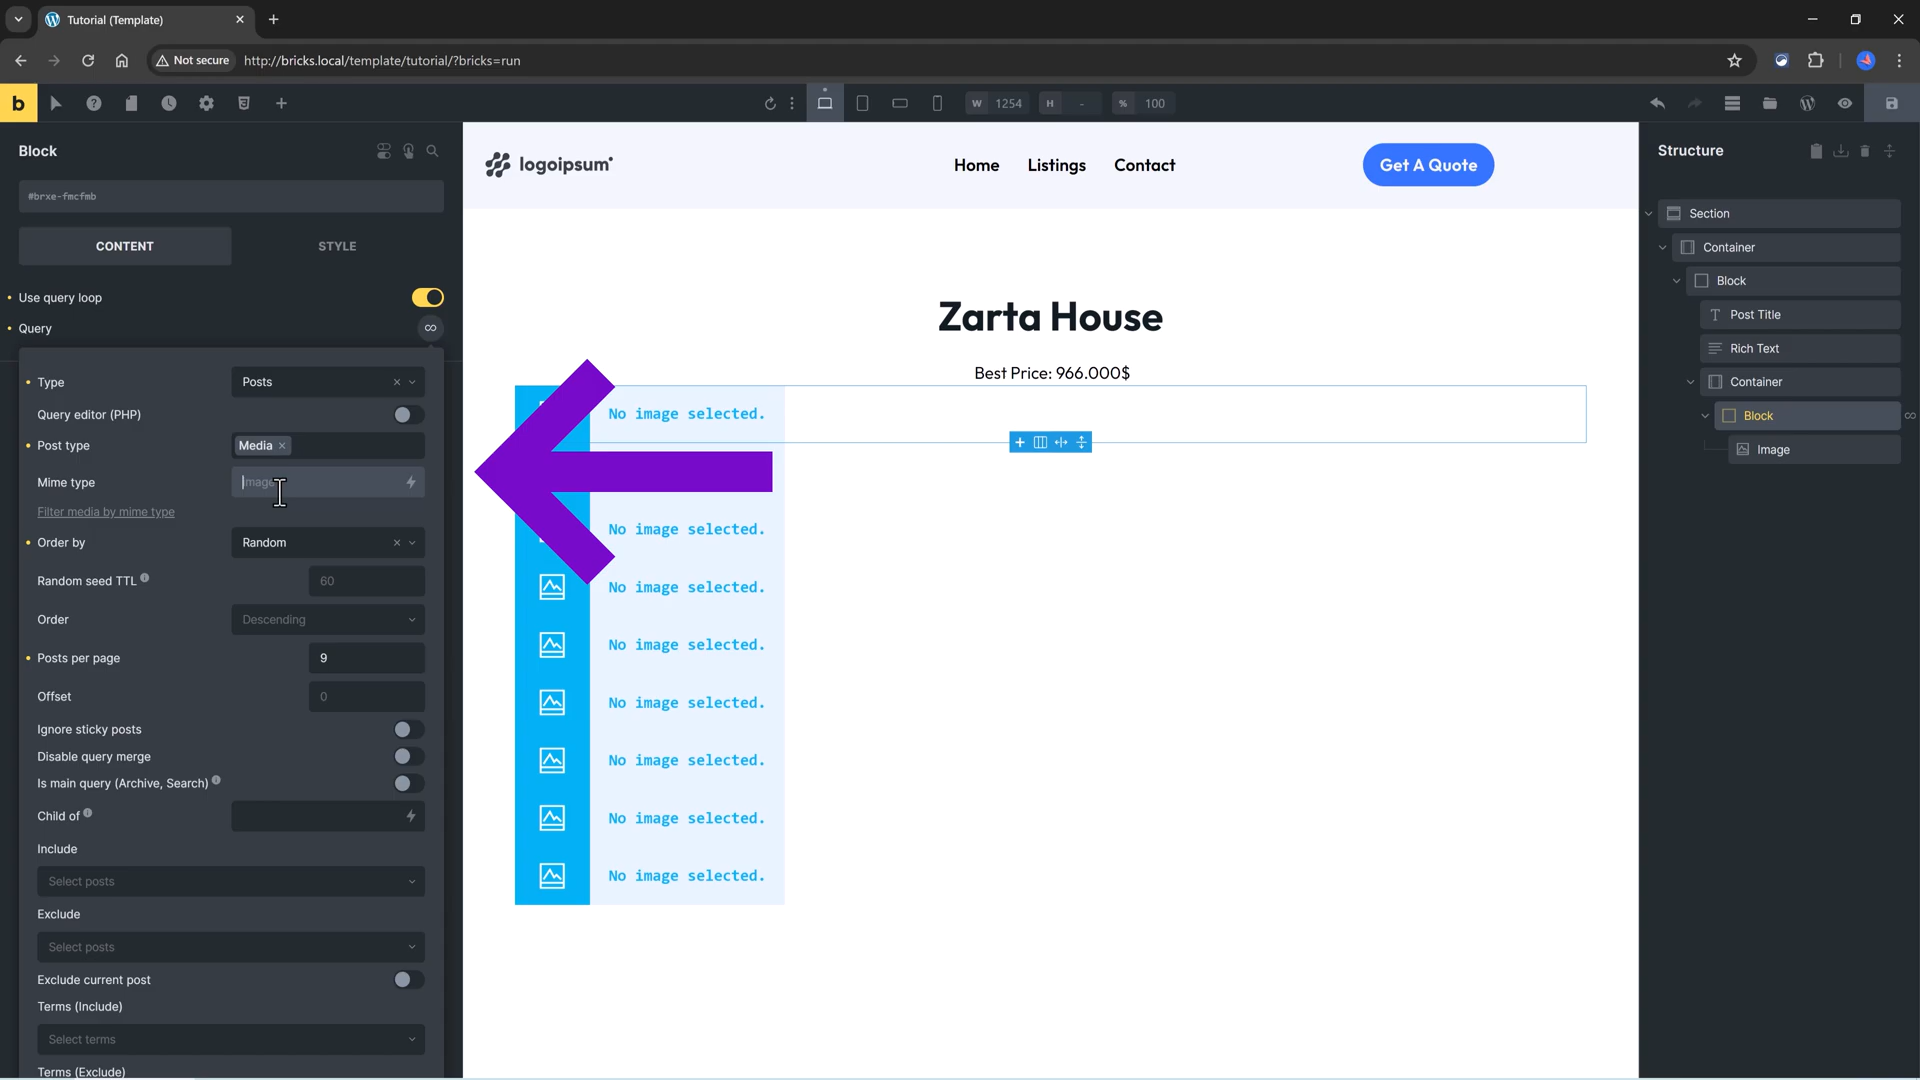 Tutorial (Template)
Not secure
http://bricks.local/template/tutorial/?bricks=run
b
W 1254
H -
% 100
Block
#brxe-fmcfmb
CONTENT
STYLE
Use query loop
Query
Type
Posts
Query editor (PHP)
Post type
Media
Mime type
image
Filter media by mime type
Order by
Random
Random seed TTL
60
Order
Descending
Posts per page
9
Offset
0
Ignore sticky posts
Disable query merge
Is main query (Archive, Search)
Child of
Include
Select posts
Exclude
Select posts
Exclude current post
Terms (Include)
Select terms
Terms (Exclude)
logoipsum
Home
Listings
Contact
Get A Quote
Zarta House
Best Price: 966.000$
No image selected.
No image selected.
No image selected.
No image selected.
No image selected.
No image selected.
No image selected.
No image selected.
Structure
Section
Container
Block
Post Title
Rich Text
Container
Block
Image